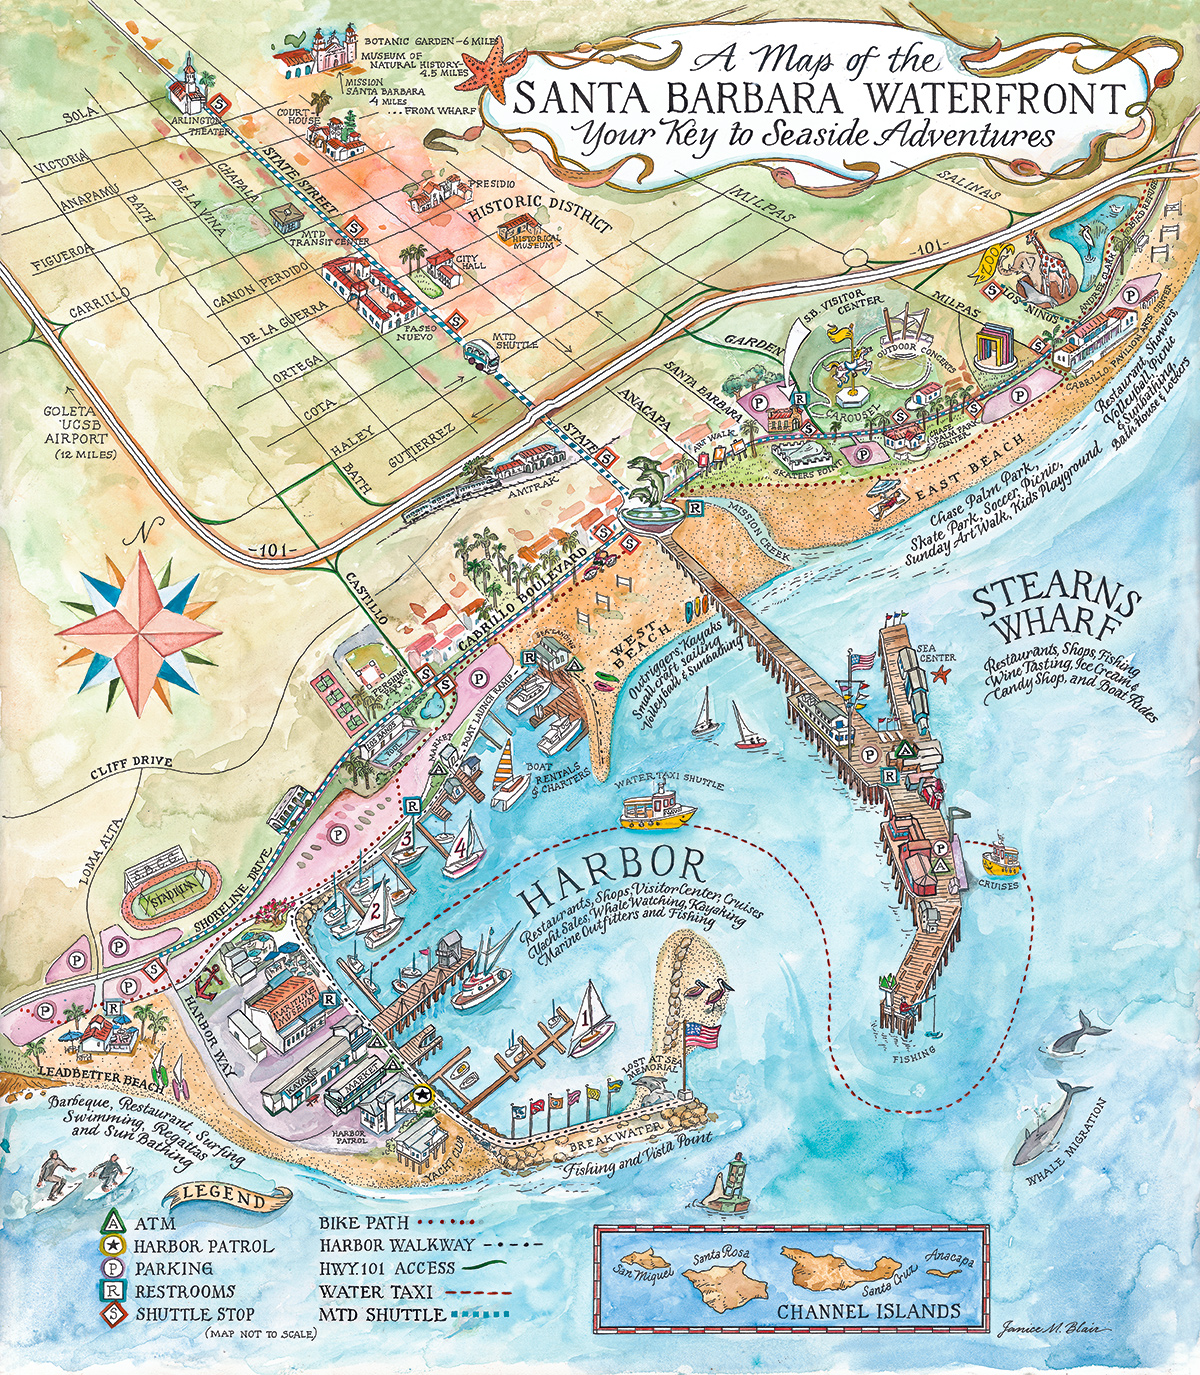 A Map of the
SANTA BARBARA WATERFRONT
Your Key to Seaside Adventures
BOTANIC GARDEN – 6 MILES
MUSEUM OF
NATURAL HISTORY–
4.5 MILES
MISSION
SANTA BARBARA
4 MILES
...FROM WHARF
ARLINGTON
THEATER
S
COURT
HOUSE
SOLA
VICTORIA
ANAPAMU
FIGUEROA
CARRILLO
BATH
DE LA VINA
CHAPALA
STATE STREET
CANON PERDIDO
DE LA GUERRA
ORTEGA
COTA
HALEY
GUTIERREZ
BATH
MTD
TRANSIT CENTER
S
PRESIDIO
HISTORIC DISTRICT
HISTORICAL
MUSEUM
CITY
HALL
PASEO
NUEVO
S
MTD
SHUTTLE
MILPAS
SALINAS
-101-
BIRD REFUGE
ZOO
S
LOS
NINOS
ANDREE CLARK
P
CABRILLO PAVILION ARTS CENTER
S
MILPAS
S.B. VISITOR
CENTER
GARDEN
OUTDOOR CONCERTS
CAROUSEL
SANTA BARBARA
ANACAPA
STATE
S
P
R
S
S
S
P
P
ART WALK
SKATERS POINT
EAST BEACH
Restaurant, Showers,
Volleyball, Picnic
& Sunbathing
Bath House & Lockers
Chase Palm Park,
Skate Park, Soccer, Picnic,
Sunday Art Walk, Kids Playground
GOLETA
UCSB
AIRPORT
(12 MILES)
AMTRAK
R
MISSION CREEK
-101-
N
CASTILLO
CABRILLO BOULEVARD
S
S
WEST
BEACH
Outriggers, Kayaks
Small craft sailing
Volleyball & Sunbathing
STEARNS
WHARF
Restaurants, Shops, Fishing
Wine Tasting, Ice Cream &
Candy Shop, and Boat Rides
SEA
CENTER
SEA LANDING
R
A
PERSHING
PARK
S
S
P
LOS BANOS
POOL
BOAT LAUNCH RAMP
MARKET
A
BOAT
RENTALS
& CHARTERS
WATER TAXI SHUTTLE
P
A
R
P
A
CRUISES
CLIFF DRIVE
LOMA ALTA
SHORELINE DRIVE
STADIUM
P
R
3
4
2
HARBOR
Restaurants, Shops, Visitor Center, Cruises
Yacht Sales, Whale Watching, Kayaking
Marine Outfitters and Fishing
P
P
P
P
S
R
HARBOR WAY
MARITIME
MUSEUM
R
1
LEADBETTER BEACH
Barbeque, Restaurant, Surfing
Swimming, Regattas
and Sun Bathing
KAYAKS
MARKET
A
A
HARBOR
PATROL
YACHT CLUB
LOST AT SEA
MEMORIAL
BREAKWATER
Fishing and Vista Point
FISHING
WHALE MIGRATION
LEGEND
A ATM
HARBOR PATROL
P PARKING
R RESTROOMS
S SHUTTLE STOP
(MAP NOT TO SCALE)
BIKE PATH
HARBOR WALKWAY
HWY. 101 ACCESS
WATER TAXI
MTD SHUTTLE
San Miguel
Santa Rosa
Santa Cruz
Anacapa
CHANNEL ISLANDS
Janice M. Blair